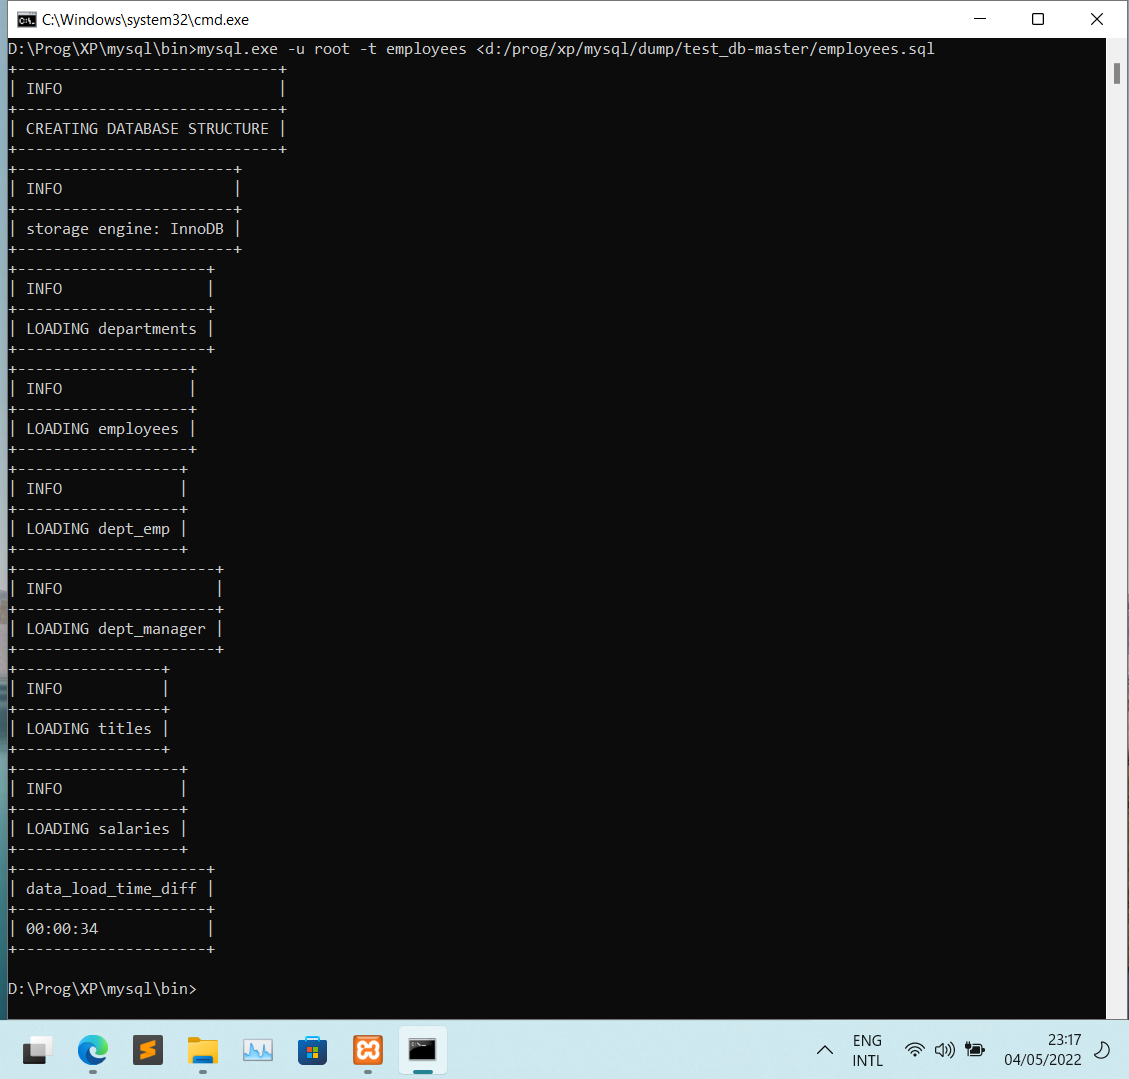 C:\Windows\system32\cmd.exe
D:\Prog\XP\mysql\bin>mysql.exe -u root -t employees <d:/prog/xp/mysql/dump/test_db-master/employees.sql
+-----------------------------+
| INFO                        |
+-----------------------------+
| CREATING DATABASE STRUCTURE |
+-----------------------------+
+------------------------+
| INFO                   |
+------------------------+
| storage engine: InnoDB |
+------------------------+
+---------------------+
| INFO                |
+---------------------+
| LOADING departments |
+---------------------+
+-------------------+
| INFO              |
+-------------------+
| LOADING employees |
+-------------------+
+------------------+
| INFO             |
+------------------+
| LOADING dept_emp |
+------------------+
+----------------------+
| INFO                 |
+----------------------+
| LOADING dept_manager |
+----------------------+
+----------------+
| INFO           |
+----------------+
| LOADING titles |
+----------------+
+------------------+
| INFO             |
+------------------+
| LOADING salaries |
+------------------+
+---------------------+
| data_load_time_diff |
+---------------------+
| 00:00:34            |
+---------------------+
D:\Prog\XP\mysql\bin>
ENG
INTL
23:17
04/05/2022